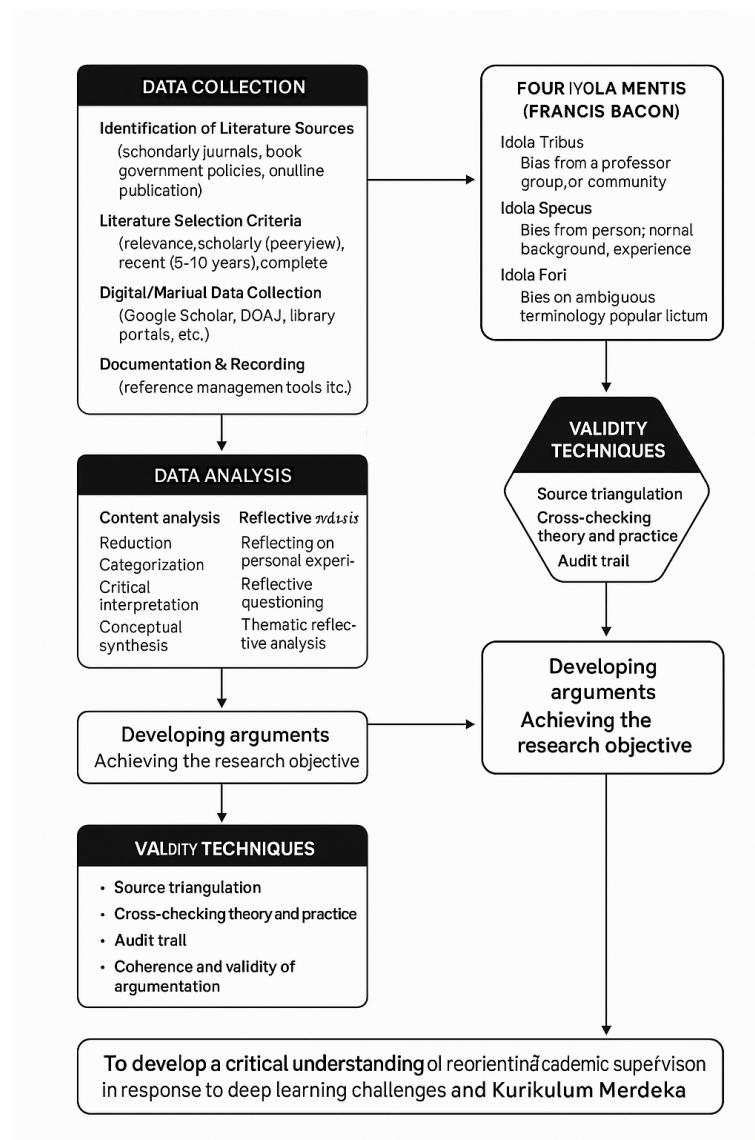 DATA COLLECTION
Identification of Literature Sources
(schondarly juurnals, book
government policies, onulline
publication)
Literature Selection Criteria
(relevance,scholarly (peeryiew),
recent (5-10 years),complete
Digital/Mariual Data Collection
(Google Scholar, DOAJ, library
portals, etc.)
Documentation & Recording
(reference managemen tools itc.)
DATA ANALYSIS
Content analysis
Reduction
Categorization
Critical
interpretation
Conceptual
synthesis
Reflective
Reflecting on
personal experi-
Reflective
questioning
Thematic reflec-
tive analysis
Developing arguments
Achieving the research objective
VALDITY TECHNIQUES
• Source triangulation
• Cross-checking theory and practice
• Audit trall
• Coherence and validity of
argumentation
FOUR IYOLA MENTIS
(FRANCIS BACON)
Idola Tribus
Bias from a professor
group,or community
Idola Specus
Bies from person; nornal
background, experience
Idola Fori
Bies on ambiguous
terminology popular lictum
VALIDITY
TECHNIQUES
Source triangulation
Cross-checking
theory and practice
Audit trail
Developing
arguments
Achieving the
research objective
To develop a critical understanding ol supeŕvison
in response to deep learning challenges and Kurikulum Merdeka